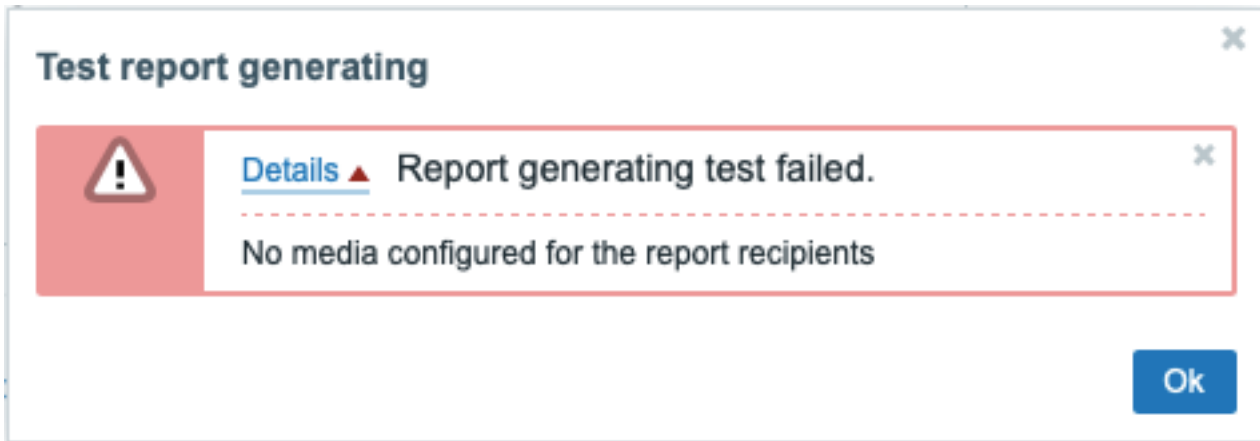 Test report generating
Details Report generating test failed.
No media configured for the report recipients
Ok